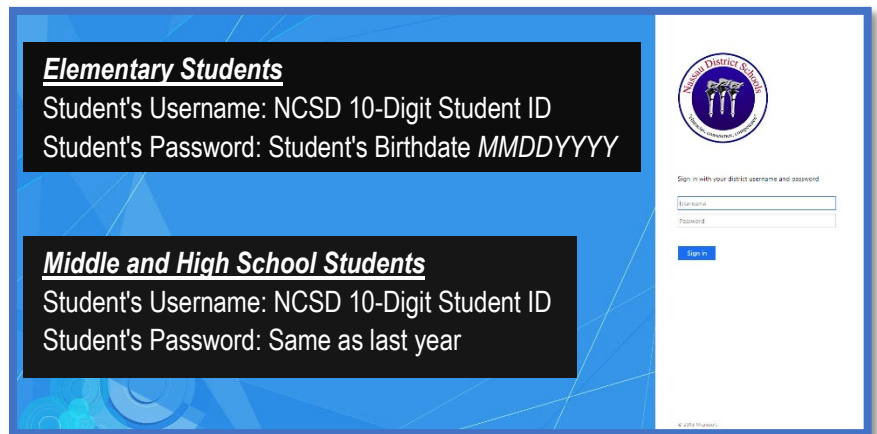 Elementary Students
Student's Username: NCSD 10-Digit Student ID
Student's Password: Student's Birthdate MMDDYYYY
Middle and High School Students
Student's Username: NCSD 10-Digit Student ID
Student's Password: Same as last year
Nassau District Schools
Sign in with your district username and password
Username
Password
Sign in
Microsoft